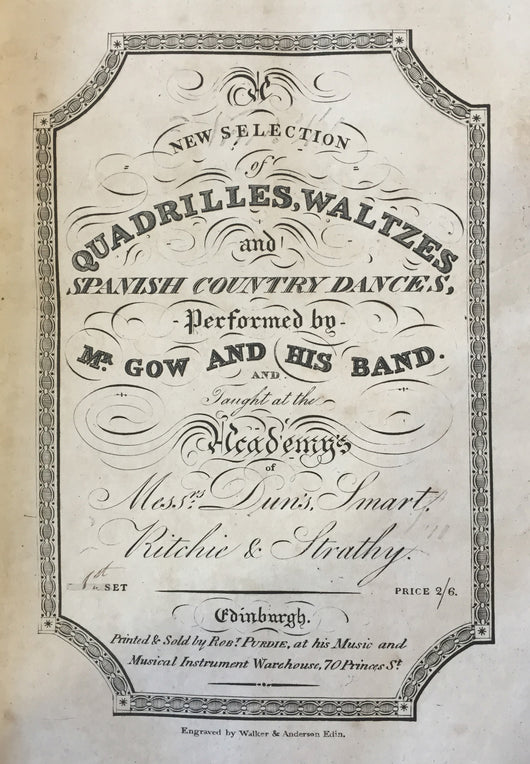 A
NEW SELECTION
of
QUADRILLES, WALTZES
and
SPANISH COUNTRY DANCES,
- Performed by -
Mr. GOW AND HIS BAND.
AND
Taught at the
Academys
of
Messrs. Dun's, Smart,
Ritchie & Strathy.
1st SET
PRICE 2/6.
Edinburgh.
Printed & Sold by Robt. Purdie, at his Music and
Musical Instrument Warehouse, 70 Princes St.
Engraved by Walker & Anderson Edin.